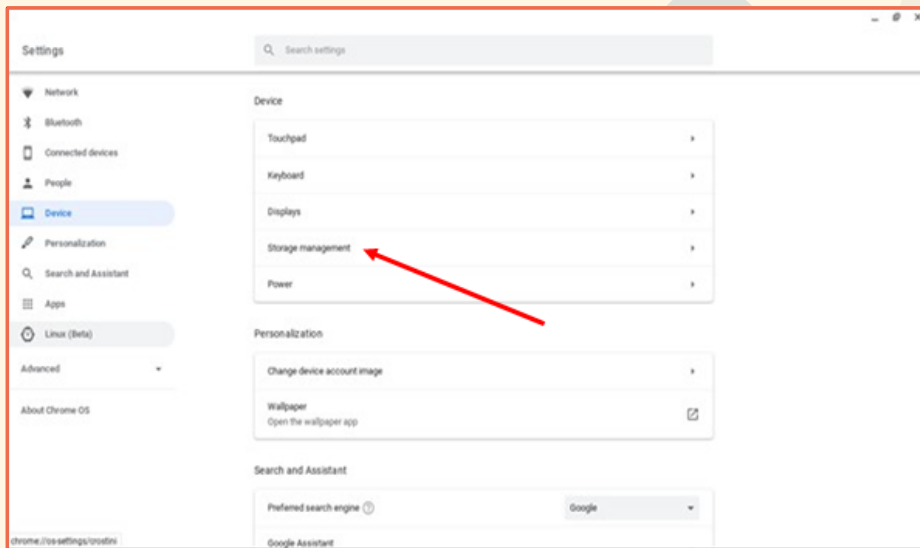 Settings
Search settings
Network
Bluetooth
Connected devices
People
Device
Personalization
Search and Assistant
Apps
Linux (Beta)
Advanced
About Chrome OS
Device
Touchpad
Keyboard
Displays
Storage management
Power
Personalization
Change device account image
Wallpaper
Open the wallpaper app
Search and Assistant
Preferred search engine
Google
Google Assistant
chrome://os-settings/crostini